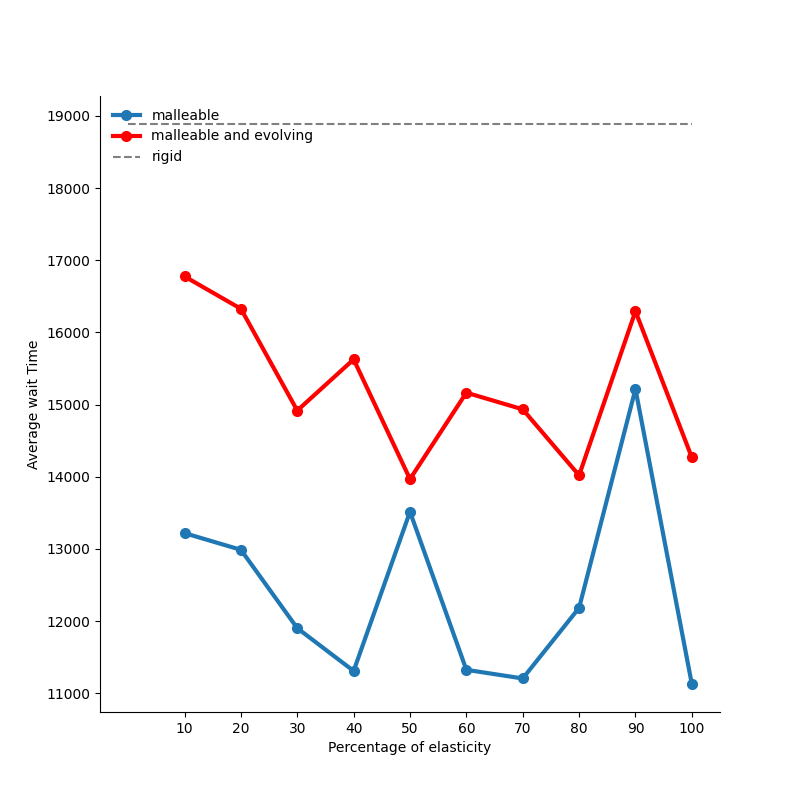 malleable
malleable and evolving
rigid
19000
18000
17000
16000
15000
14000
13000
12000
11000
Average wait Time
10 20 30 40 50 60 70 80 90 100
Percentage of elasticity